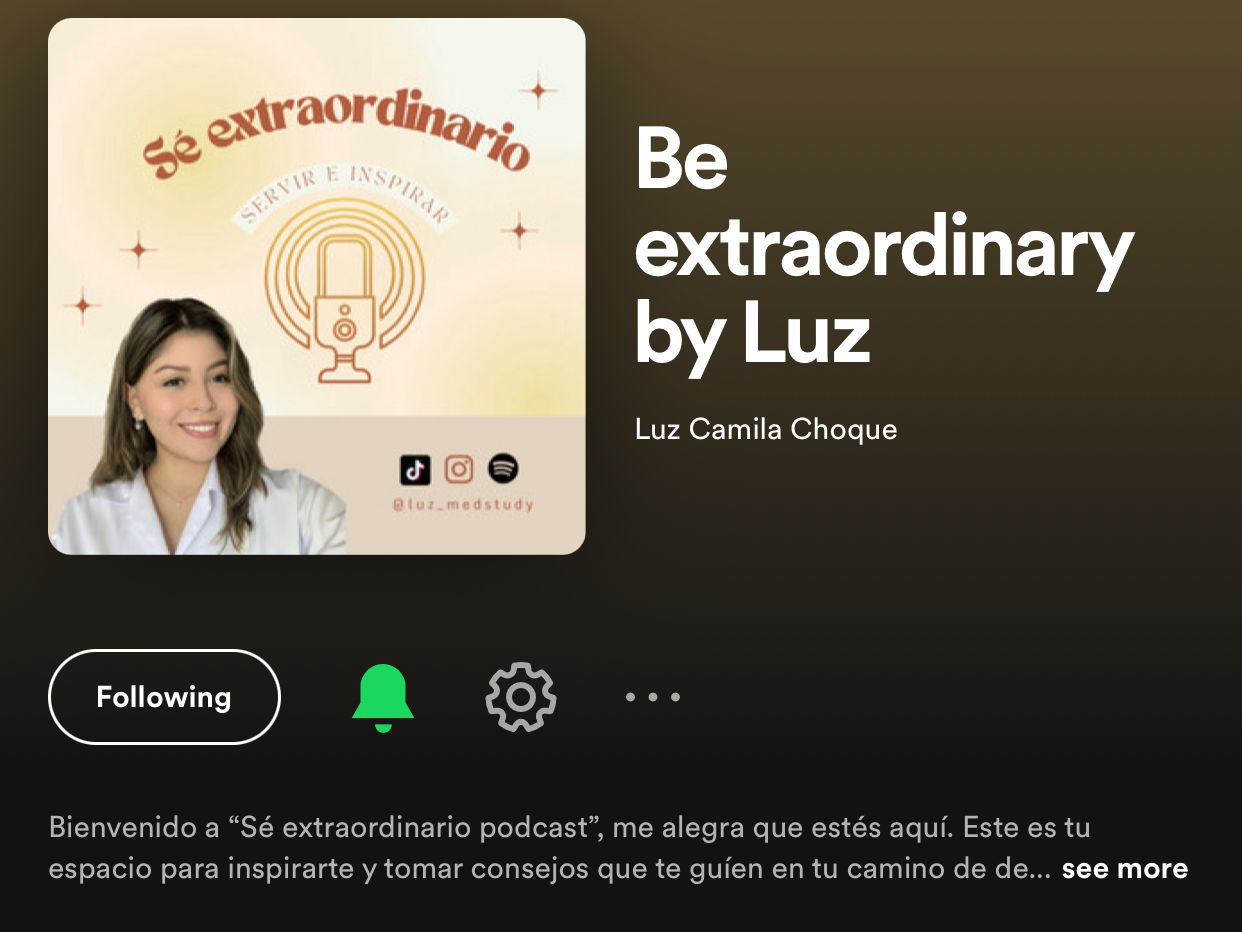 Sé extraordinario
SERVIR E INSPIRAR
@luz_medstudy
Be
extraordinary
by Luz
Luz Camila Choque
Following
Bienvenido a “Sé extraordinario podcast”, me alegra que estés aquí. Este es tu
espacio para inspirarte y tomar consejos que te guíen en tu camino de de... see more